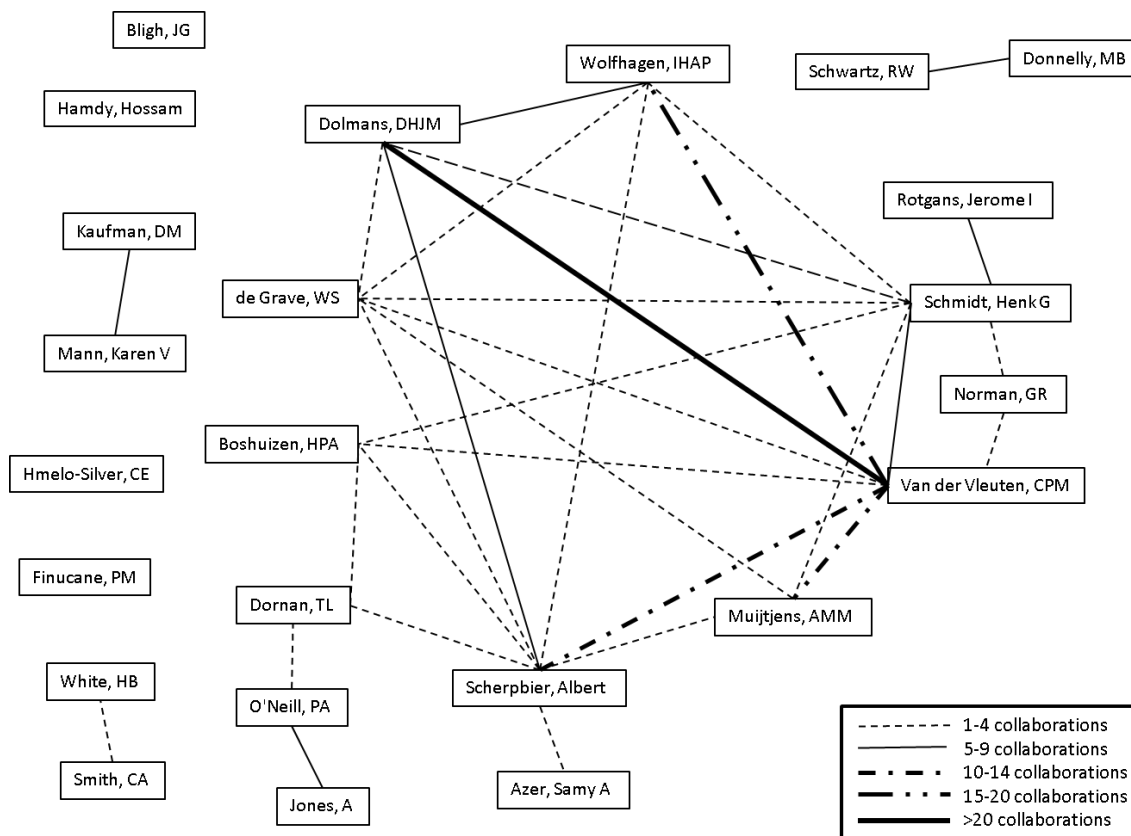 Bligh, JG
Wolfhagen, IHAP
Donnelly, MB
Schwartz, RW
Hamdy, Hossam
Dolmans, DHJM
Rotgans, Jerome I
Kaufman, DM
de Grave, WS
Schmidt, Henk G
Mann, Karen V
Norman, GR
Boshuizen, HPA
Hmelo-Silver, CE
Van der Vleuten, CPM
Finucane, PM
Dornan, TL
Muijtjens, AMM
White, HB
Scherpbier, Albert
O'Neill, PA
Smith, CA
Jones, A
Azer, Samy A
1-4 collaborations
5-9 collaborations
10-14 collaborations
15-20 collaborations
>20 collaborations